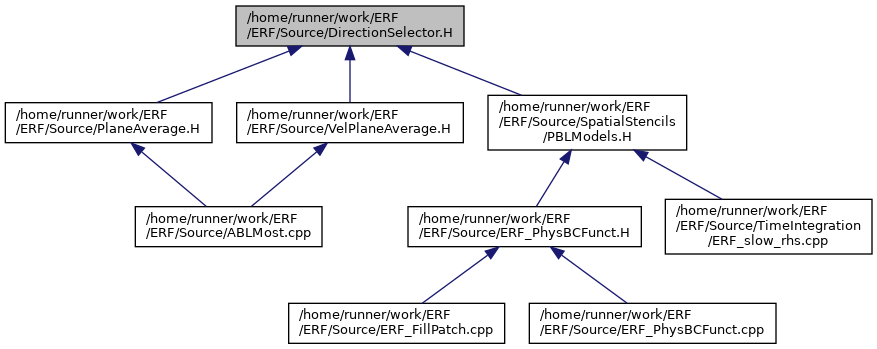 /home/runner/work/ERF
/ERF/Source/DirectionSelector.H
/home/runner/work/ERF
/ERF/Source/PlaneAverage.H
/home/runner/work/ERF
/ERF/Source/VelPlaneAverage.H
/home/runner/work/ERF
/ERF/Source/SpatialStencils
/PBLModels.H
/home/runner/work/ERF
/ERF/Source/ABLMost.cpp
/home/runner/work/ERF
/ERF/Source/ERF_PhysBCFunct.H
/home/runner/work/ERF
/ERF/Source/TimeIntegration
/ERF_slow_rhs.cpp
/home/runner/work/ERF
/ERF/Source/ERF_FillPatch.cpp
/home/runner/work/ERF
/ERF/Source/ERF_PhysBCFunct.cpp